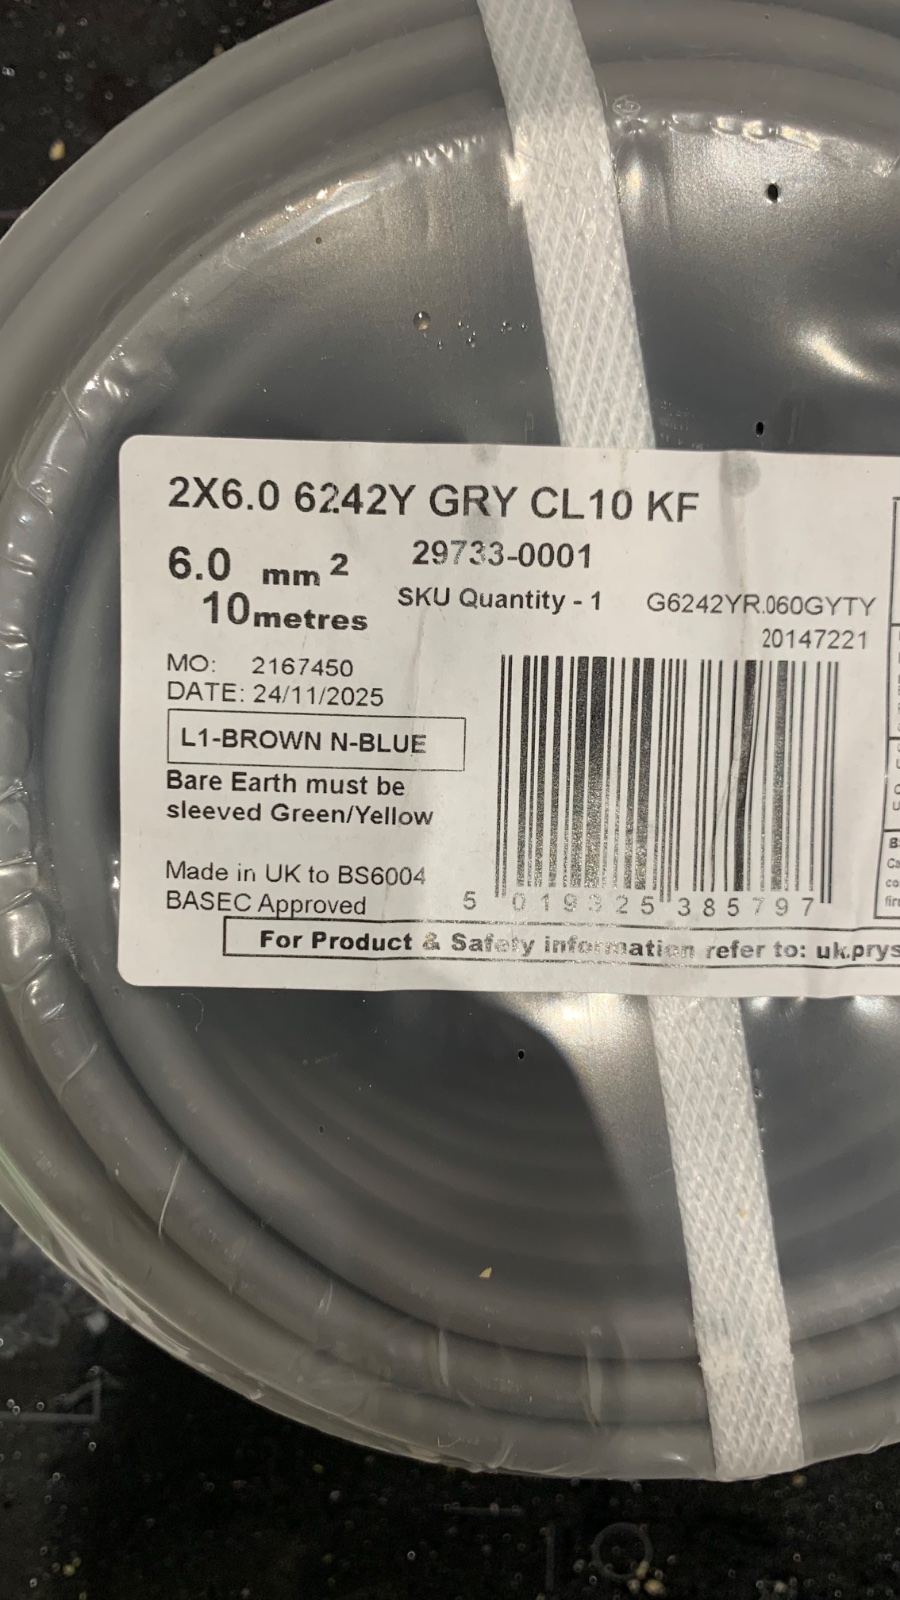 2X6.0 6242Y GRY CL10 KF
6.0 mm 2
29733-0001
10metres
SKU Quantity - 1
G6242YR.060GYTY
20147221
MO: 2167450
DATE: 24/11/2025
L1-BROWN N-BLUE
Bare Earth must be
sleeved Green/Yellow
Made in UK to BS6004
BASEC Approved
5 019325 385797
For Product & Safety information refer to: uk.prys